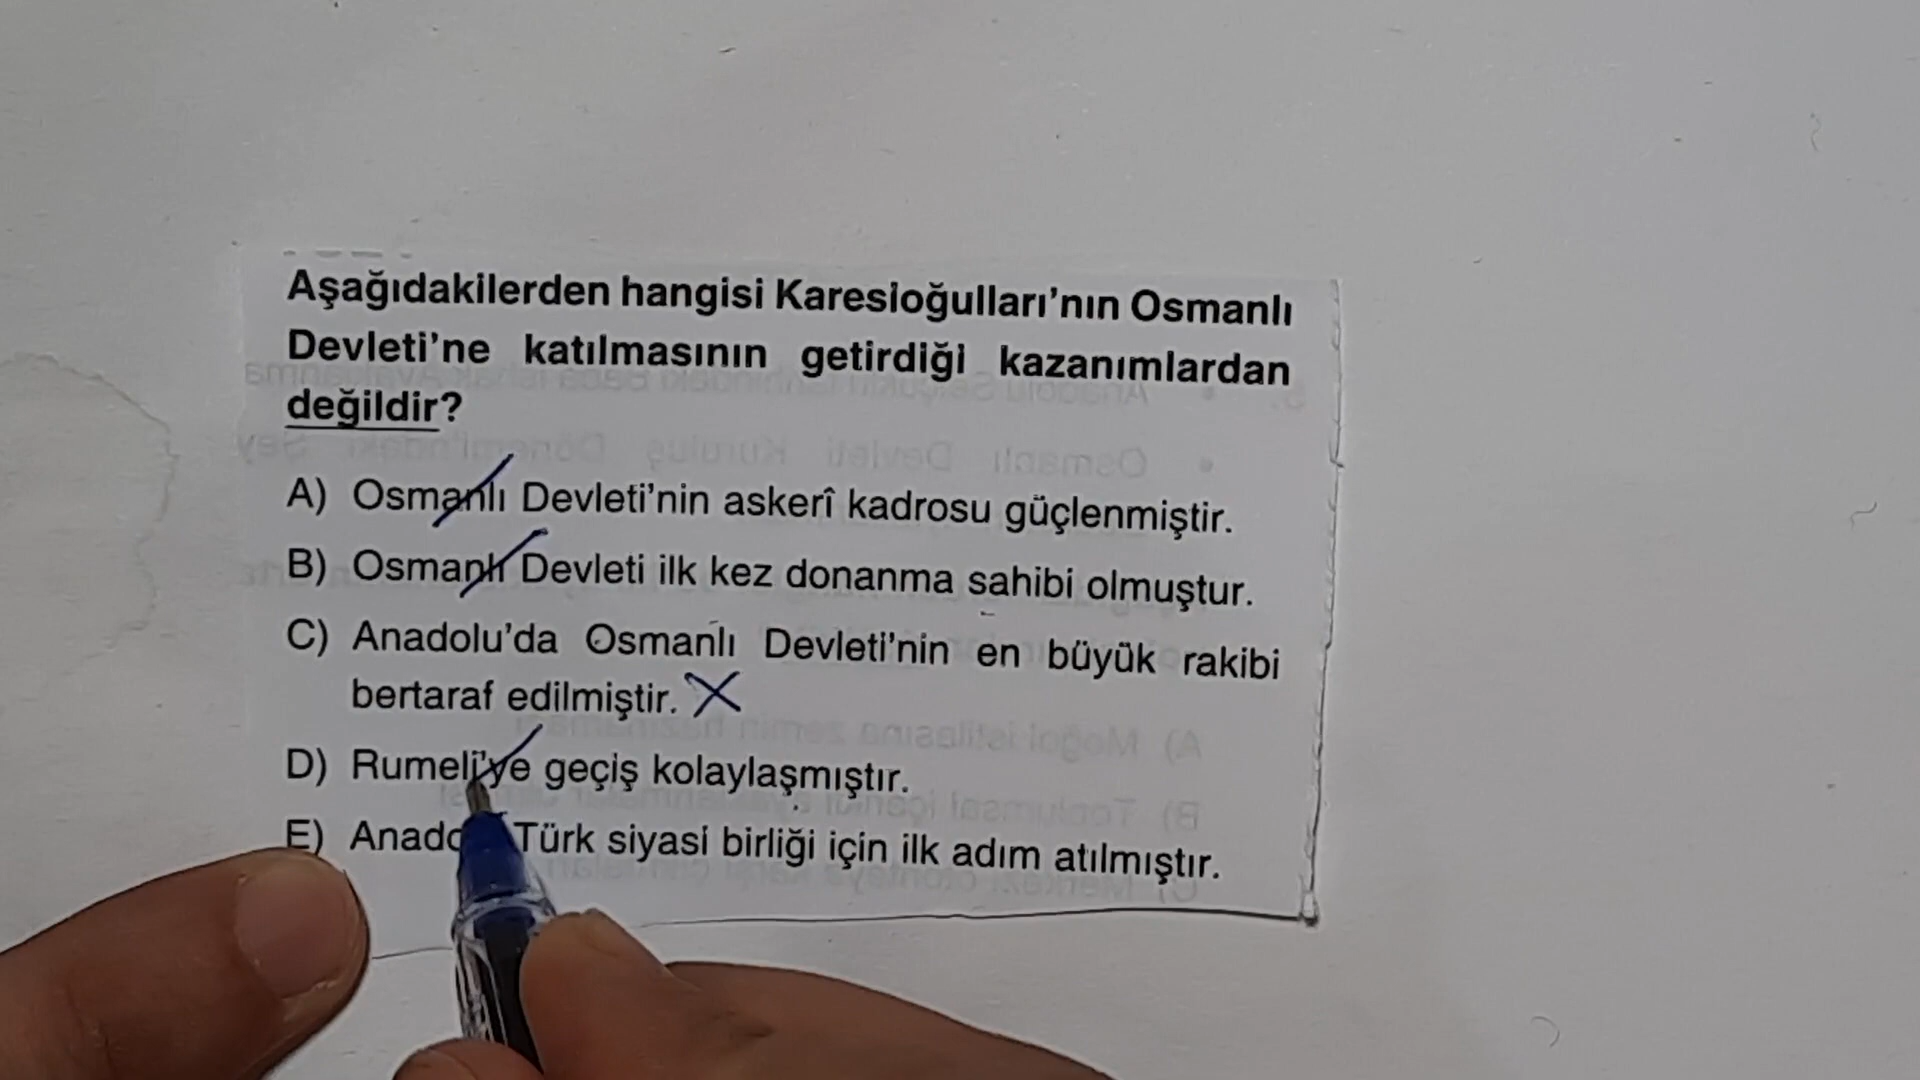 Aşağıdakilerden hangisi Karesioğulları'nın Osmanlı
Devleti'ne katılmasının getirdiği kazanımlardan
değildir?
A) Osmanlı Devleti'nin askerî kadrosu güçlenmiştir.
B) Osmanlı Devleti ilk kez donanma sahibi olmuştur.
C) Anadolu'da Osmanlı Devleti'nin en büyük rakibi
bertaraf edilmiştir. X
D) Rumeli'ye geçiş kolaylaşmıştır.
E) Türk siyasi birliği için ilk adım atılmıştır.